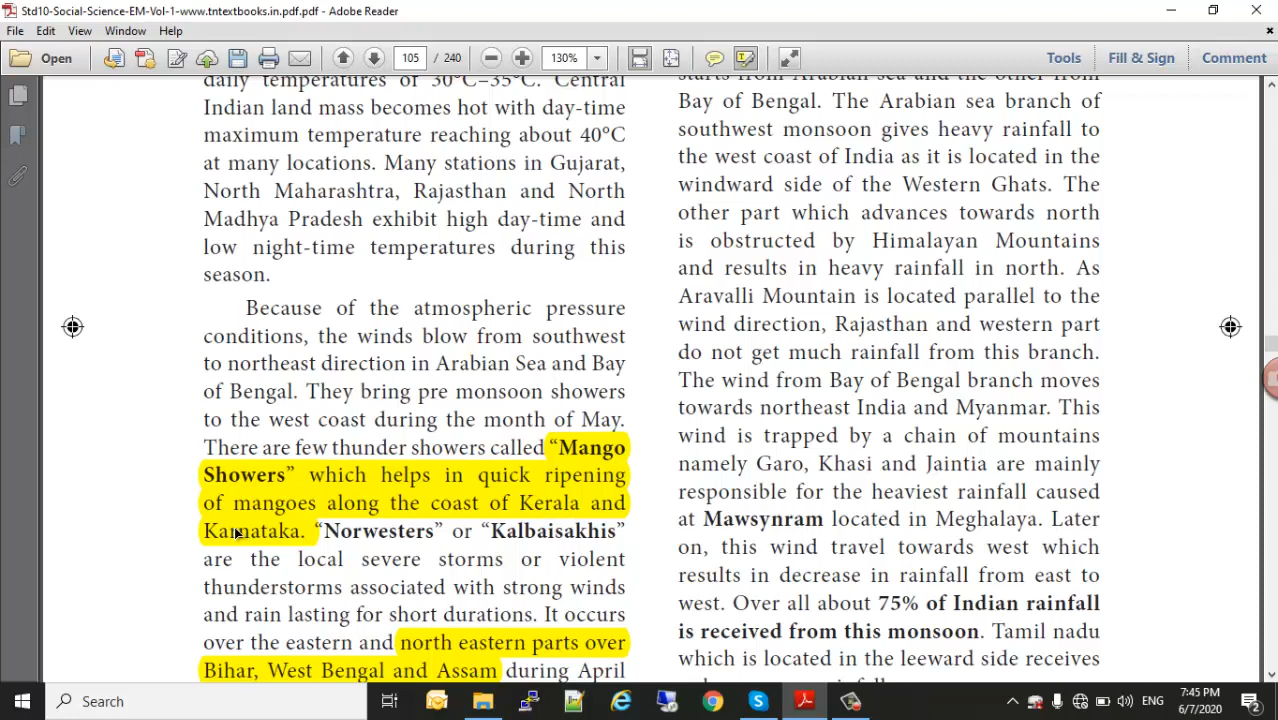 Std10-Social-Science-EM-Vol-1-www.tntextbooks.in.pdf.pdf - Adobe Reader
File Edit View Window Help
Open 105 / 240 130% Tools Fill & Sign Comment
daily temperatures of 30°C–35°C. Central
Indian land mass becomes hot with day-time
maximum temperature reaching about 40°C
at many locations. Many stations in Gujarat,
North Maharashtra, Rajasthan and North
Madhya Pradesh exhibit high day-time and
low night-time temperatures during this
season.
Because of the atmospheric pressure
conditions, the winds blow from southwest
to northeast direction in Arabian Sea and Bay
of Bengal. They bring pre monsoon showers
to the west coast during the month of May.
There are few thunder showers called “Mango
Showers” which helps in quick ripening
of mangoes along the coast of Kerala and
Karnataka. “Norwesters” or “Kalbaisakhis”
are the local severe storms or violent
thunderstorms associated with strong winds
and rain lasting for short durations. It occurs
over the eastern and north eastern parts over
Bihar, West Bengal and Assam during April
starts from Arabian sea and the other from
Bay of Bengal. The Arabian sea branch of
southwest monsoon gives heavy rainfall to
the west coast of India as it is located in the
windward side of the Western Ghats. The
other part which advances towards north
is obstructed by Himalayan Mountains
and results in heavy rainfall in north. As
Aravalli Mountain is located parallel to the
wind direction, Rajasthan and western part
do not get much rainfall from this branch.
The wind from Bay of Bengal branch moves
towards northeast India and Myanmar. This
wind is trapped by a chain of mountains
namely Garo, Khasi and Jaintia are mainly
responsible for the heaviest rainfall caused
at Mawsynram located in Meghalaya. Later
on, this wind travel towards west which
results in decrease in rainfall from east to
west. Over all about 75% of Indian rainfall
is received from this monsoon. Tamil nadu
which is located in the leeward side receives
Search
ENG
7:45 PM
6/7/2020
2